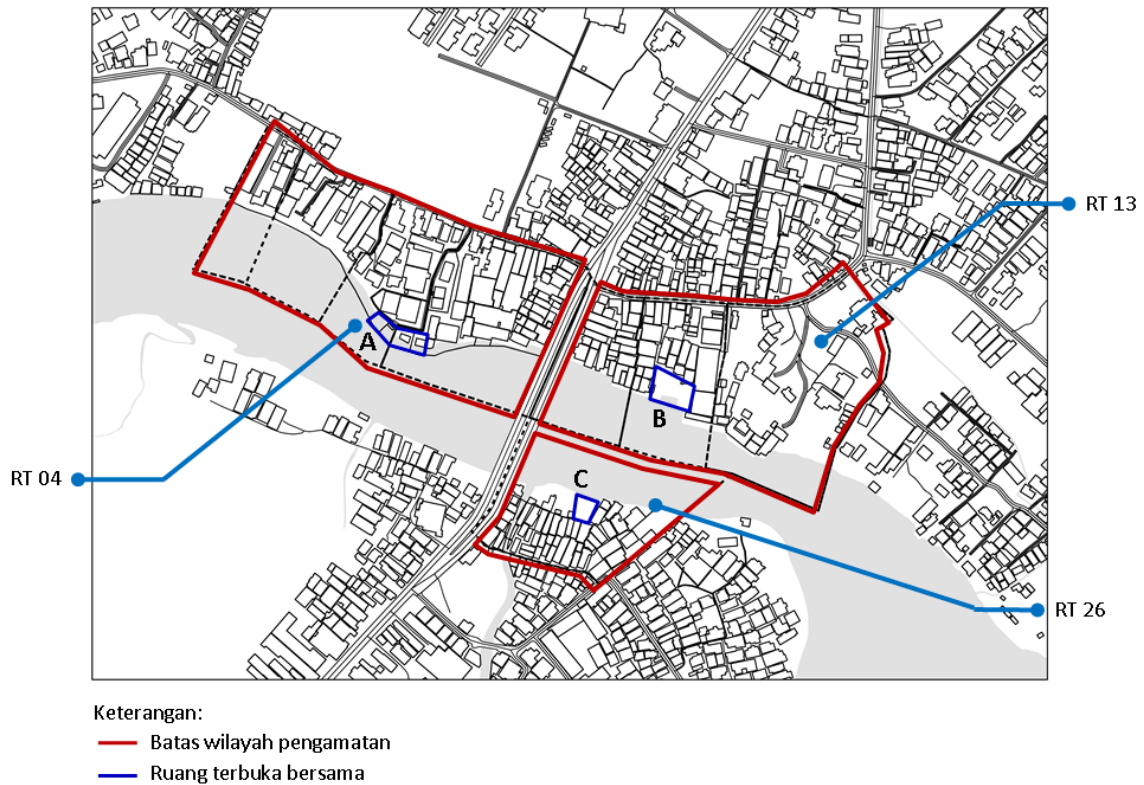 RT 13
A
B
RT 04
C
RT 26
Keterangan:
Batas wilayah pengamatan
Ruang terbuka bersama